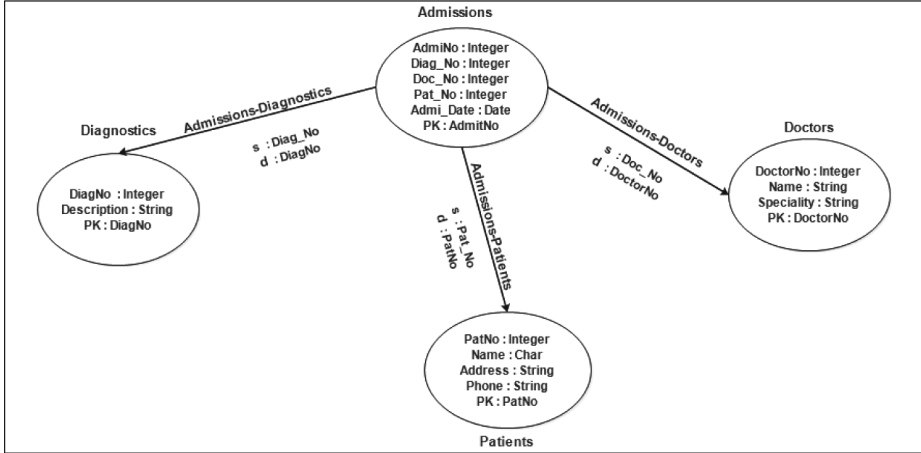 Admissions
AdmiNo : Integer
Diag_No : Integer
Doc_No : Integer
Pat_No : Integer
Admi_Date : Date
PK : AdmitNo
Admissions-Diagnostics
s : Diag_No
d : DiagNo
Admissions-Doctors
s : Doc_No
d : DoctorNo
Admissions-Patients
s : Pat_No
d : PatNo
Diagnostics
DiagNo : Integer
Description : String
PK : DiagNo
Doctors
DoctorNo : Integer
Name : String
Speciality : String
PK : DoctorNo
PatNo : Integer
Name : Char
Address : String
Phone : String
PK : PatNo
Patients